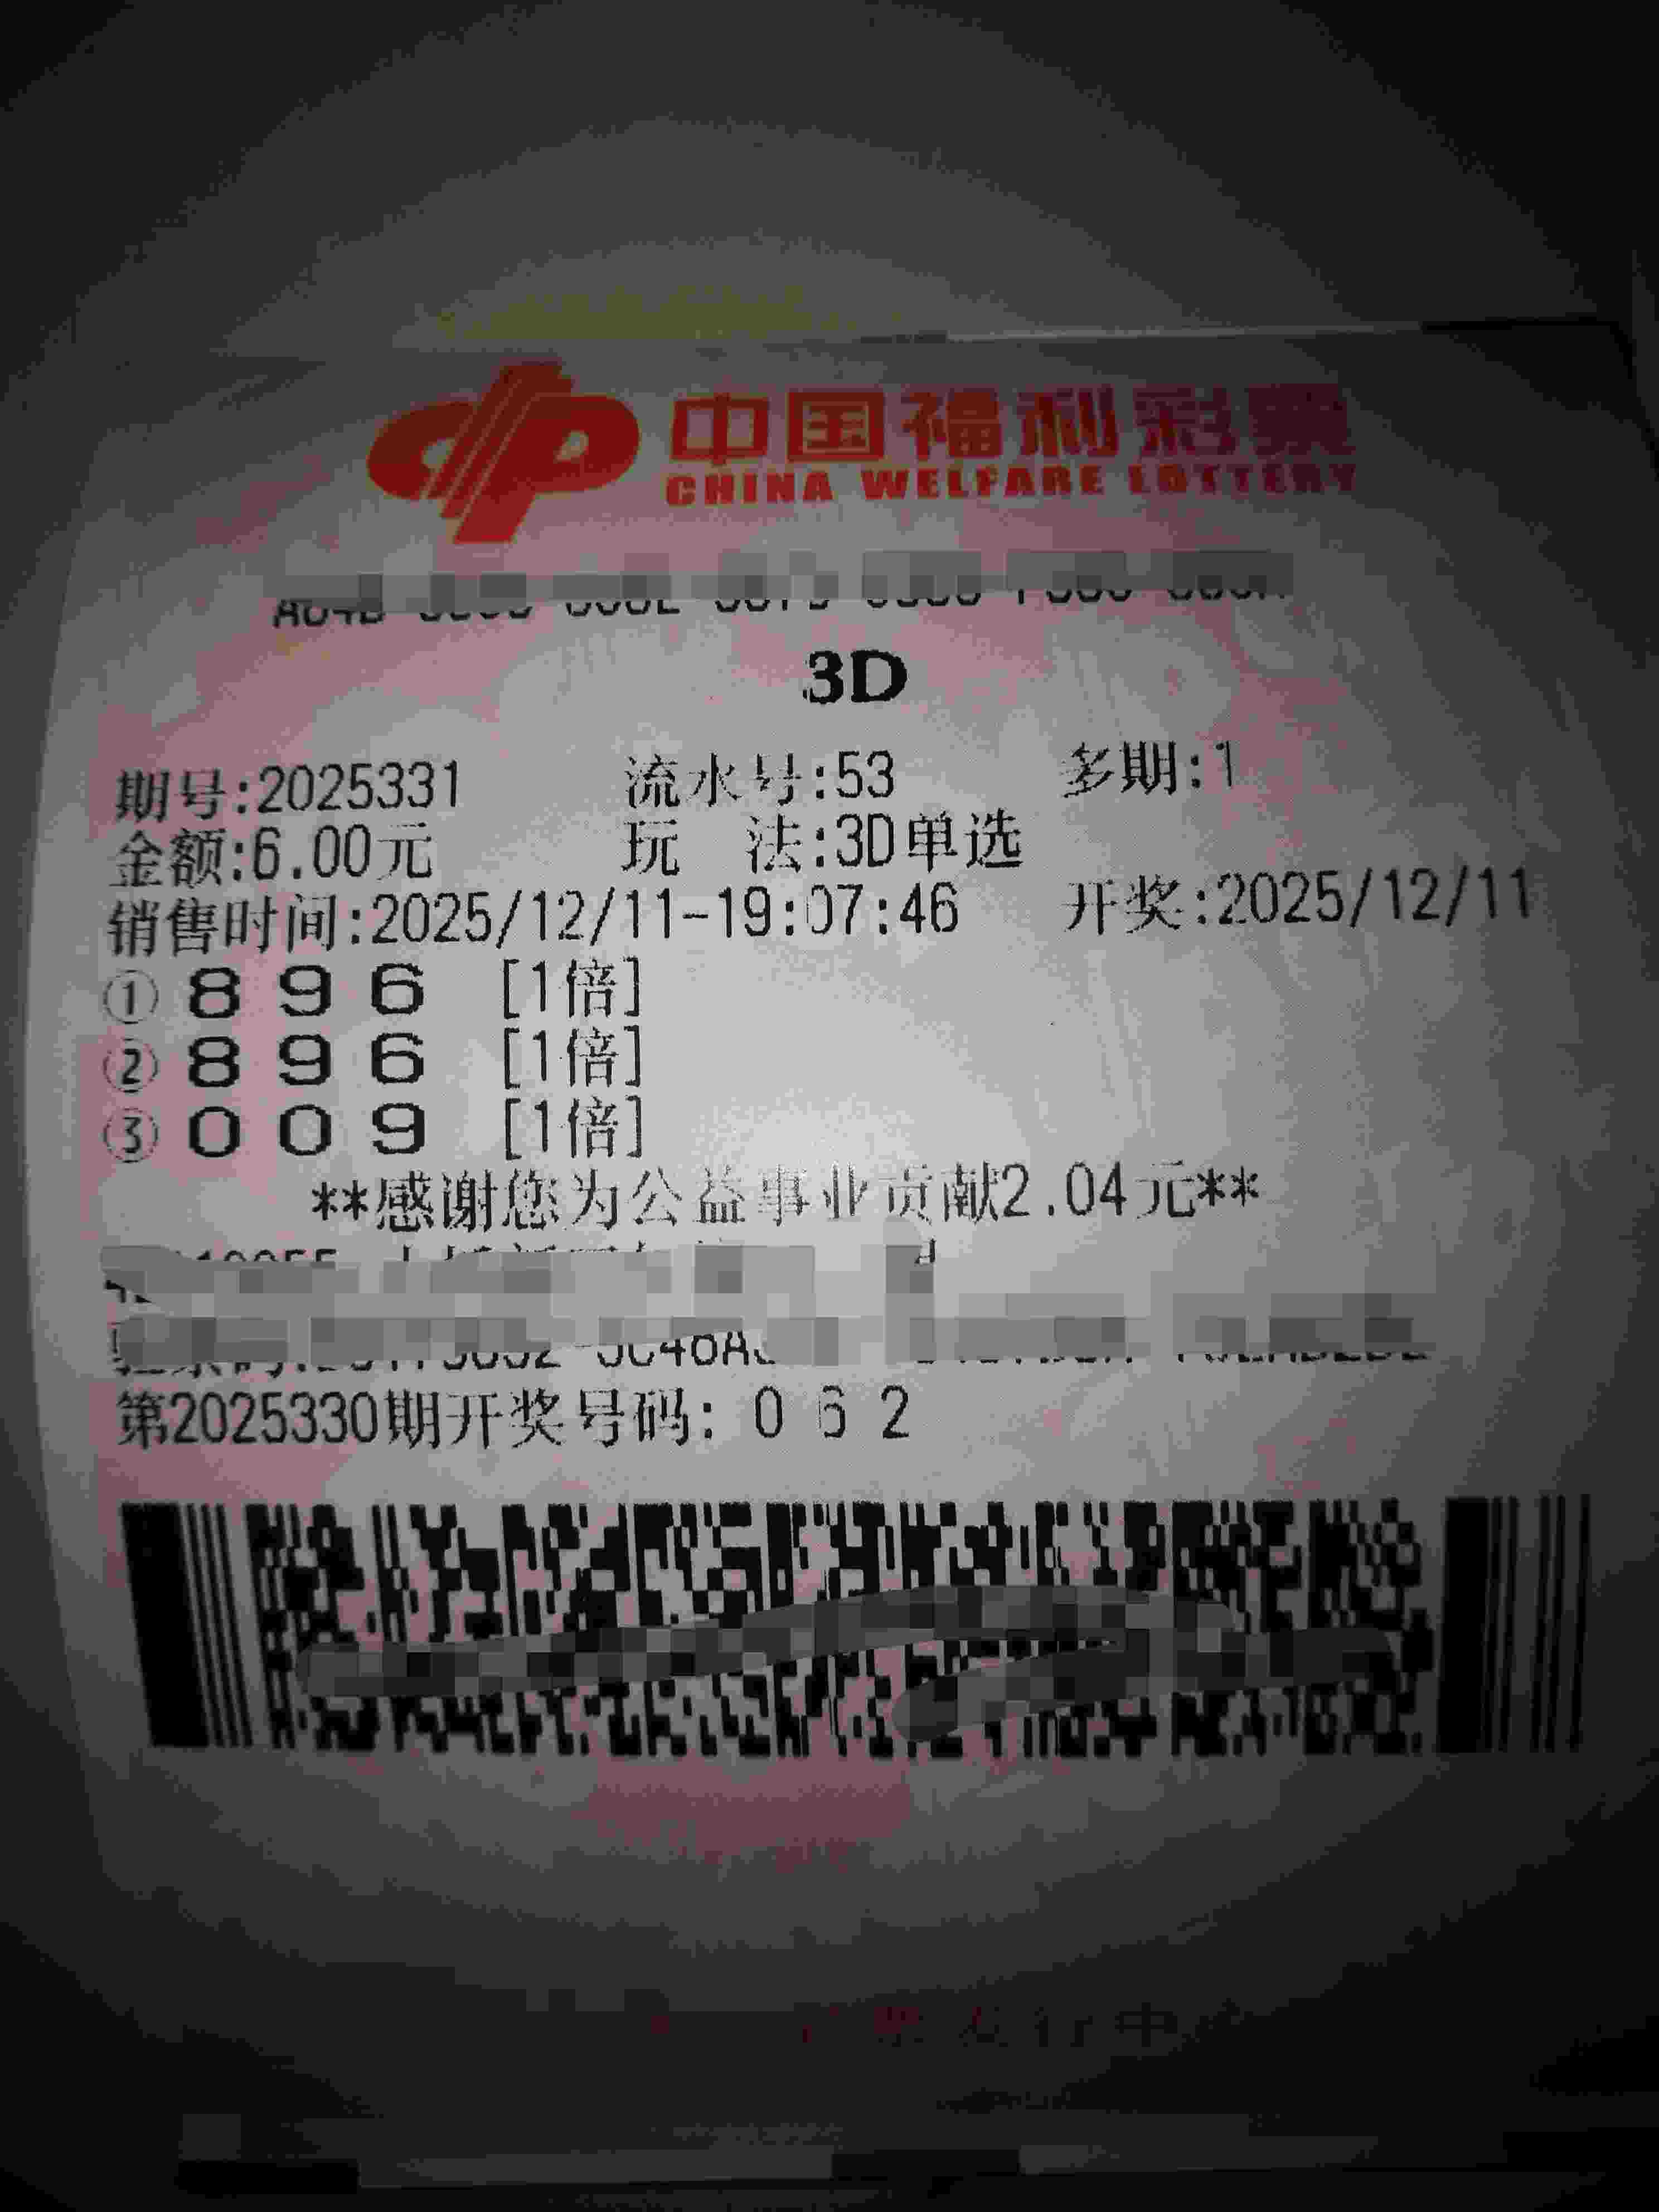 中国福利彩票
CHINA WELFARE LOTTERY
3D
期号:2025331 流水号:53 多期:1
金额:6.00元 玩 法:3D单选
销售时间:2025/12/11-19:07:46 开奖:2025/12/11
① 8 9 6 [1倍]
② 8 9 6 [1倍]
③ 0 0 9 [1倍]
**感谢您为公益事业贡献2.04元**
第2025330期开奖号码: 0 6 2